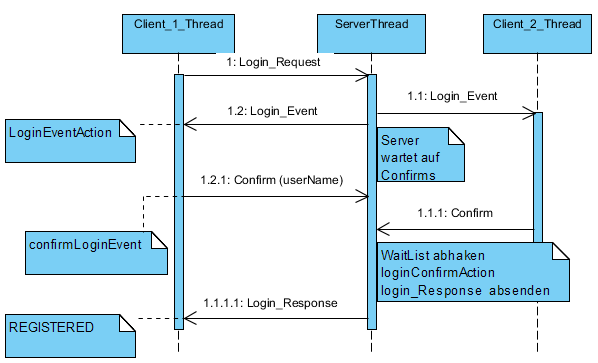 Client_1_Thread
ServerThread
Client_2_Thread
1: Login_Request
1.1: Login_Event
1.2: Login_Event
LoginEventAction
Server
wartet auf
Confirms
1.2.1: Confirm (userName)
1.1.1: Confirm
confirmLoginEvent
WaitList abhaken
loginConfirmAction
login_Response absenden
1.1.1.1: Login_Response
REGISTERED